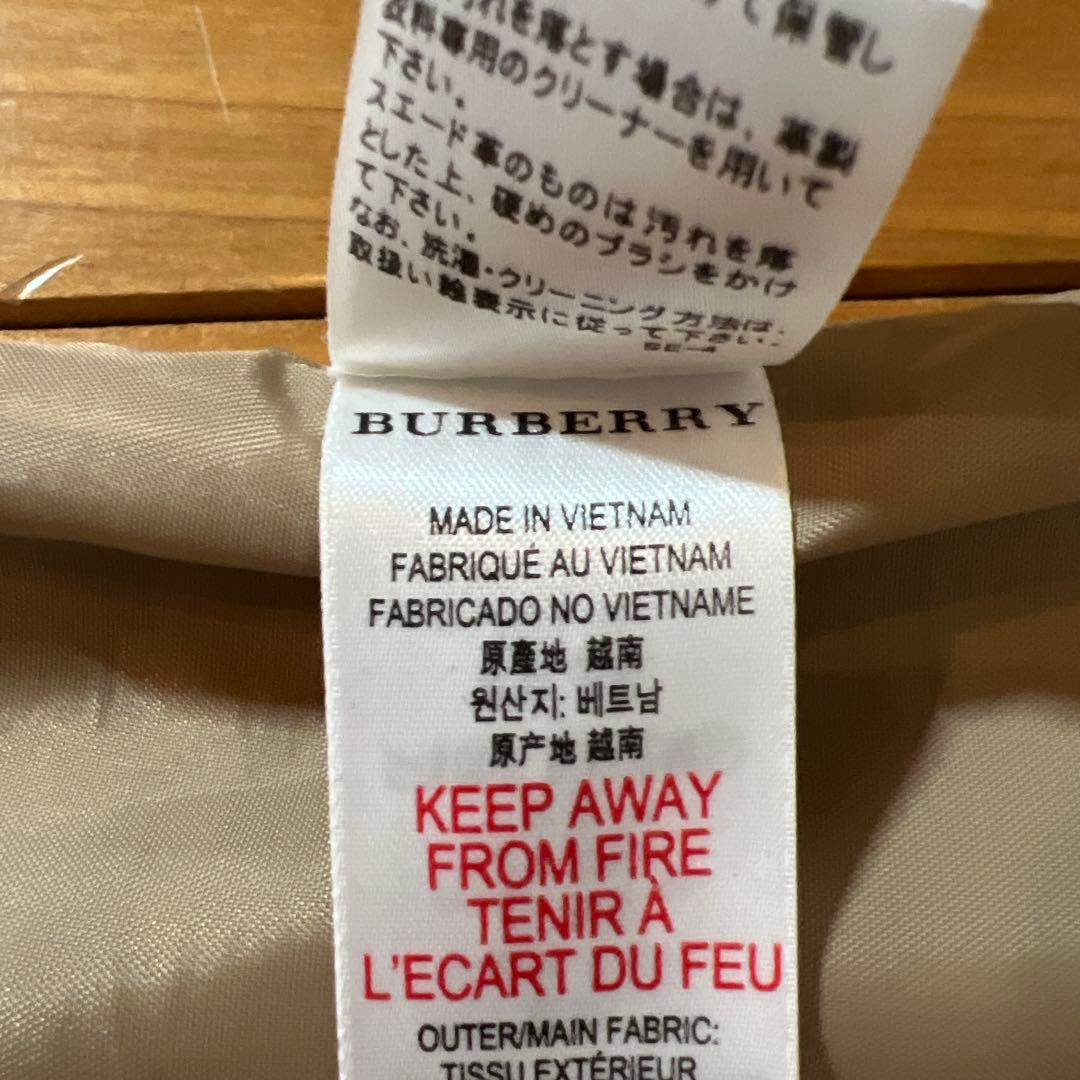 て保管し
汚れを落とす場合は、革製
衣料専用のクリーナーを用いて
下さい。
スエード革のものは汚れを落
とした上、硬めのブラシをかけ
て下さい。
なお、洗濯・クリーニング方法は、
取扱い絵表示に従って下さい。
SE-4
BURBERRY
MADE IN VIETNAM
FABRIQUÉ AU VIETNAM
FABRICADO NO VIETNAME
原產地 越南
원산지: 베트남
原产地 越南
KEEP AWAY
FROM FIRE
TENIR À
L'ECART DU FEU
OUTER/MAIN FABRIC:
TISSU EXTÉRIEUR